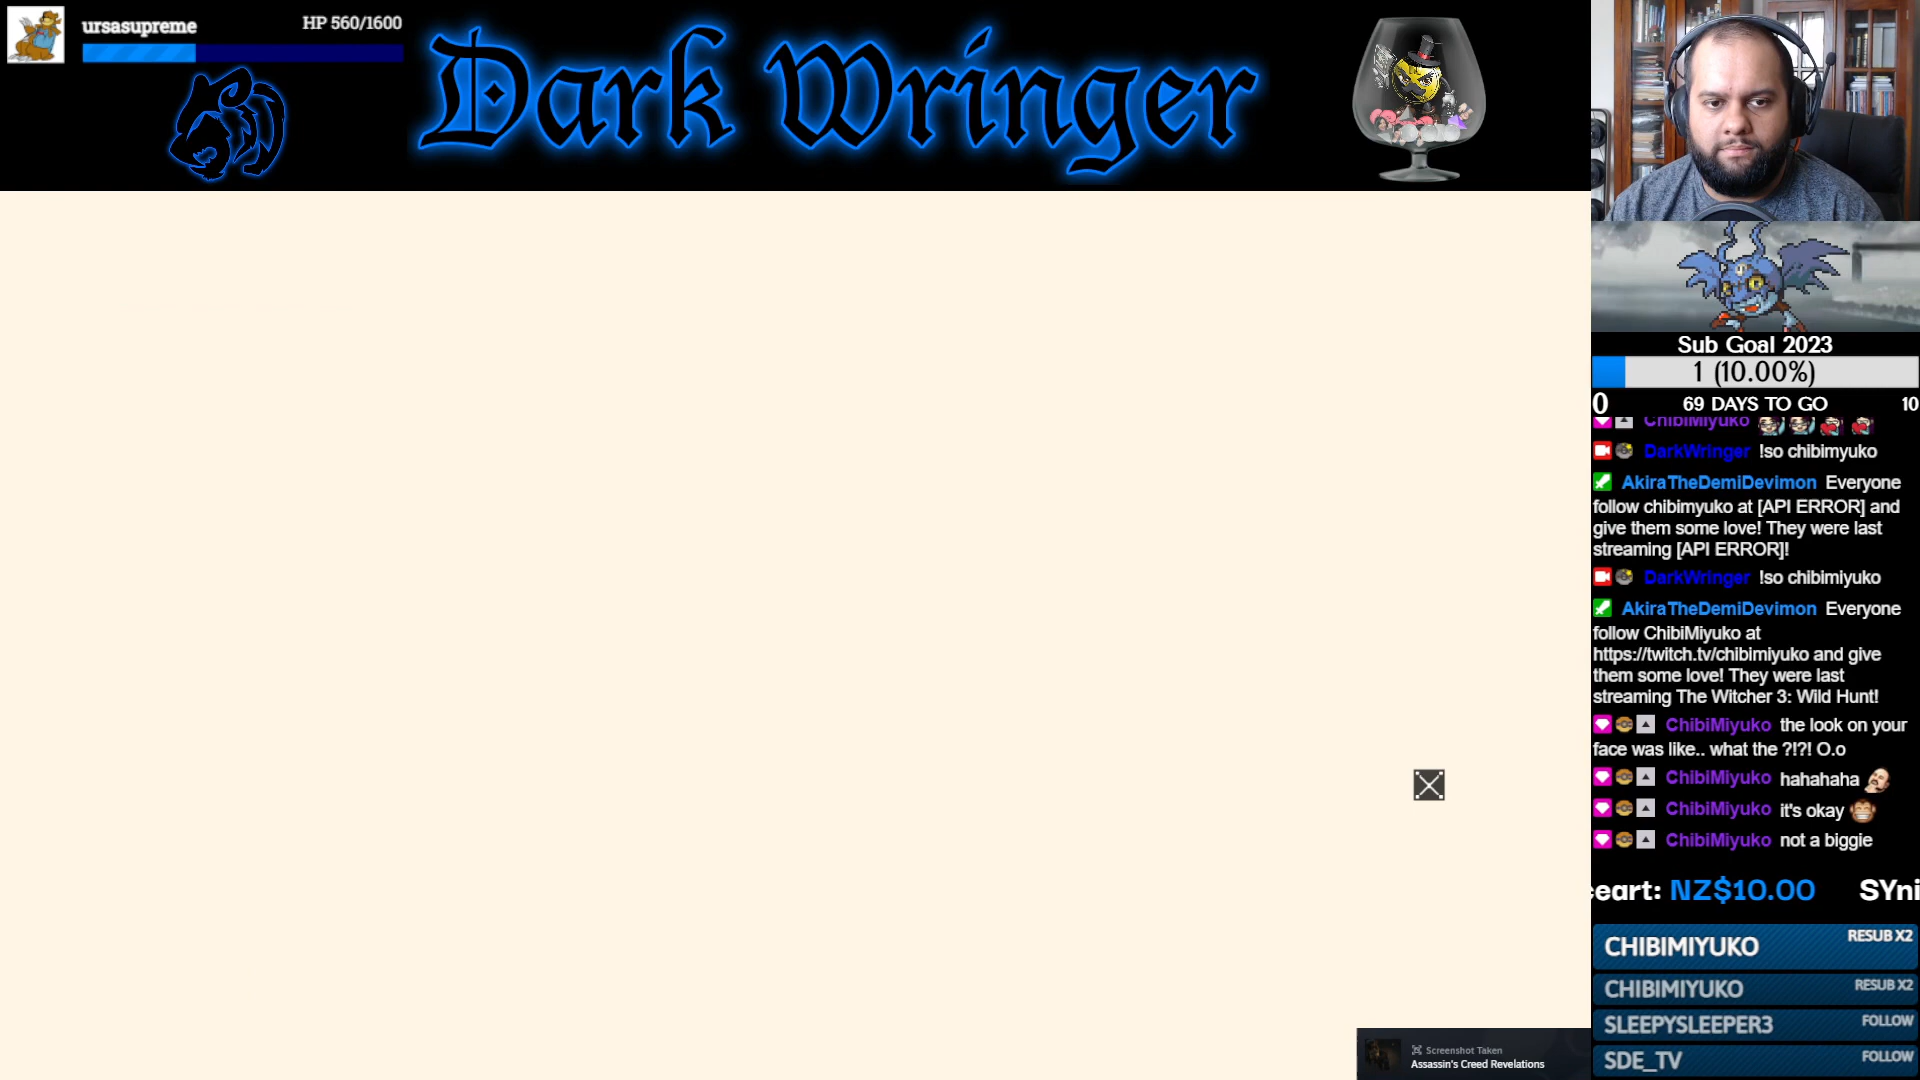 ursasupreme
HP 560/1600
Dark Wringer
Sub Goal 2023
1 (10.00%)
0
69 DAYS TO GO
10
ChibiMiyuko
DarkWringer !so chibimyuko
AkiraTheDemiDevimon Everyone
follow chibimyuko at [API ERROR] and
give them some love! They were last
streaming [API ERROR]!
DarkWringer !so chibimiyuko
AkiraTheDemiDevimon Everyone
follow ChibiMiyuko at
https://twitch.tv/chibimiyuko and give
them some love! They were last
streaming The Witcher 3: Wild Hunt!
ChibiMiyuko the look on your
face was like.. what the ?!?! O.o
ChibiMiyuko hahahaha
ChibiMiyuko it's okay
ChibiMiyuko not a biggie
eart: NZ$10.00 SYni
CHIBIMIYUKO RESUB X2
CHIBIMIYUKO RESUB X2
SLEEPYSLEEPER3 FOLLOW
SDE_TV FOLLOW
Screenshot Taken
Assassin's Creed Revelations